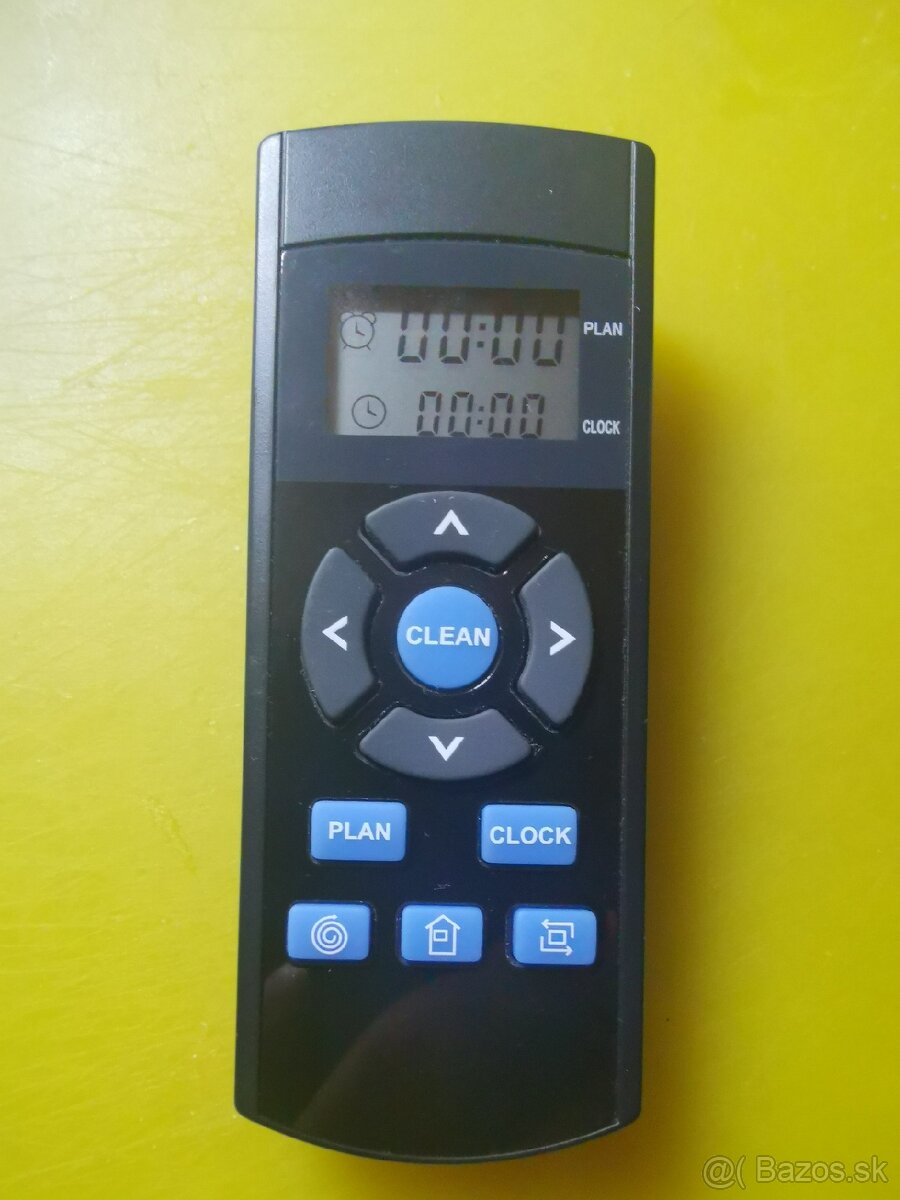 00:00 PLAN
00:00 CLOCK
CLEAN
PLAN CLOCK
@( Bazos.sk